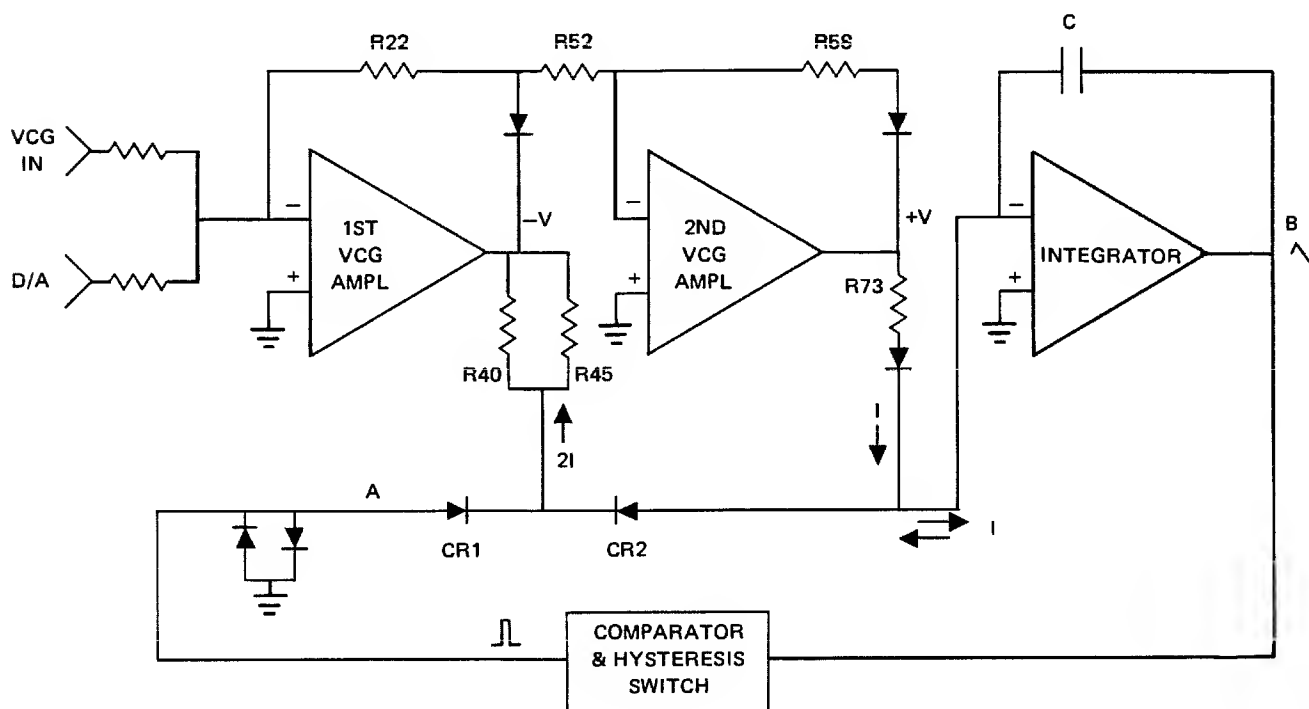 R22
R52
R59
C
VCG
IN
D/A
−
+
1ST
VCG
AMPL
−V
−
+
2ND
VCG
AMPL
+V
−
+
INTEGRATOR
B
R73
R40
R45
2I
I
A
CR1
CR2
I
COMPARATOR
& HYSTERESIS
SWITCH